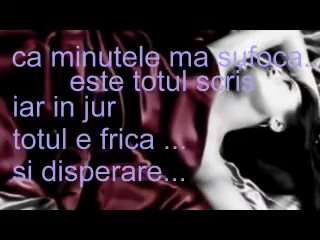 ca minutele ma sufoca...
este totul scris
iar in jur
totul e frica ...
si disperare...